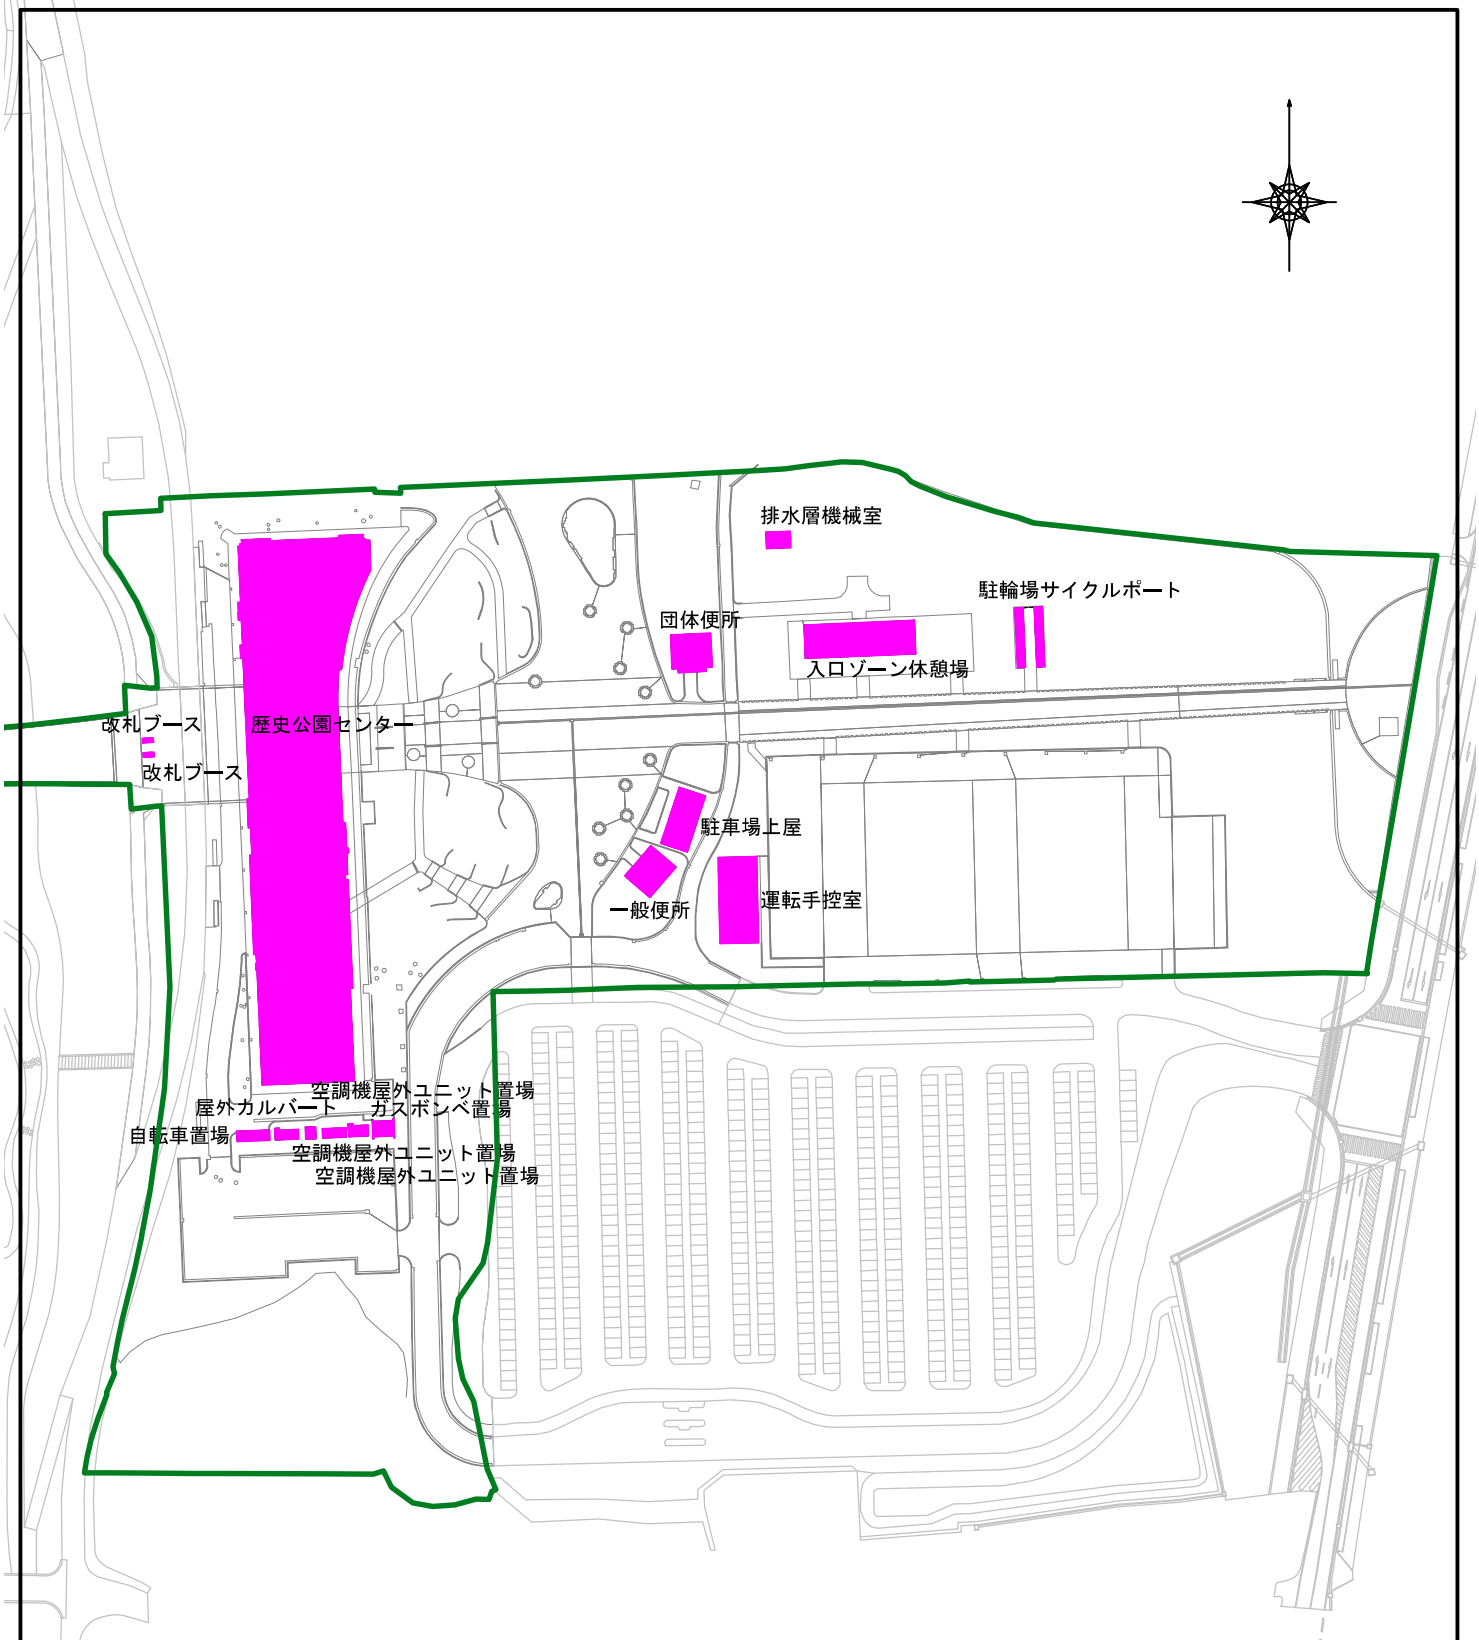 排水層機械室
駐輪場サイクルポート
団体便所
入口ゾーン休憩場
改札ブース
歴史公園センター
改札ブース
駐車場上屋
運転手控室
一般便所
空調機屋外ユニット置場
屋外カルバート
ガスボンベ置場
自転車置場
空調機屋外ユニット置場
空調機屋外ユニット置場